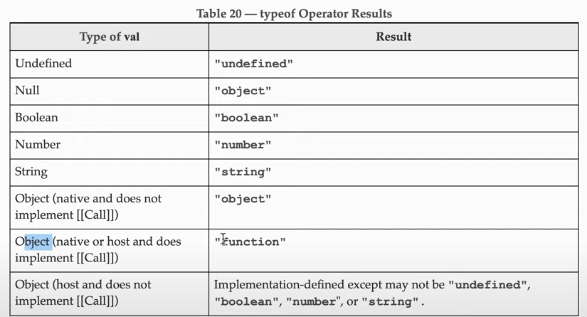 Table 20 — typeof Operator Results
Type of val
Result
Undefined
"undefined"
Null
"object"
Boolean
"boolean"
Number
"number"
String
"string"
Object (native and does not
implement [[Call]])
"object"
Object (native or host and does
implement [[Call]])
"function"
Object (host and does not
implement [[Call]])
Implementation-defined except may not be "undefined",
"boolean", "number", or "string".